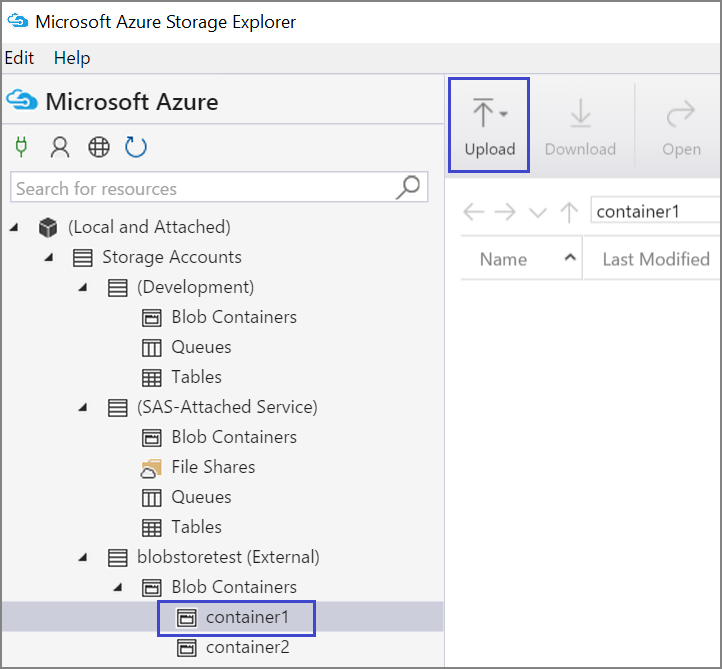 Microsoft Azure Storage Explorer
Edit Help
Microsoft Azure
Search for resources
(Local and Attached)
Storage Accounts
(Development)
Blob Containers
Queues
Tables
(SAS-Attached Service)
Blob Containers
File Shares
Queues
Tables
blobstoretest (External)
Blob Containers
container1
container2
Upload Download Open
container1
Name Last Modified